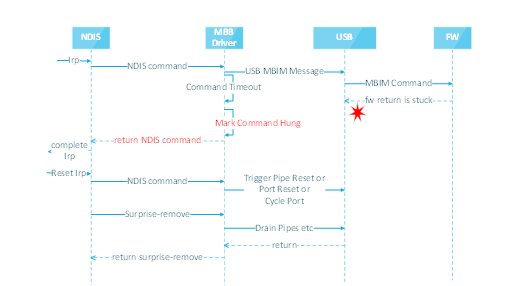 NDIS
MBB
Driver
USB
FW
Irp
NDIS command
USB MBIM Message
Command Timeout
MBIM Command
fw return is stuck
Mark Command Hung
return NDIS command
complete
Irp
Reset Irp
NDIS command
Trigger Pipe Reset or
Port Reset or
Cycle Port
Surprise-remove
Drain Pipes etc
return
return surprise-remove